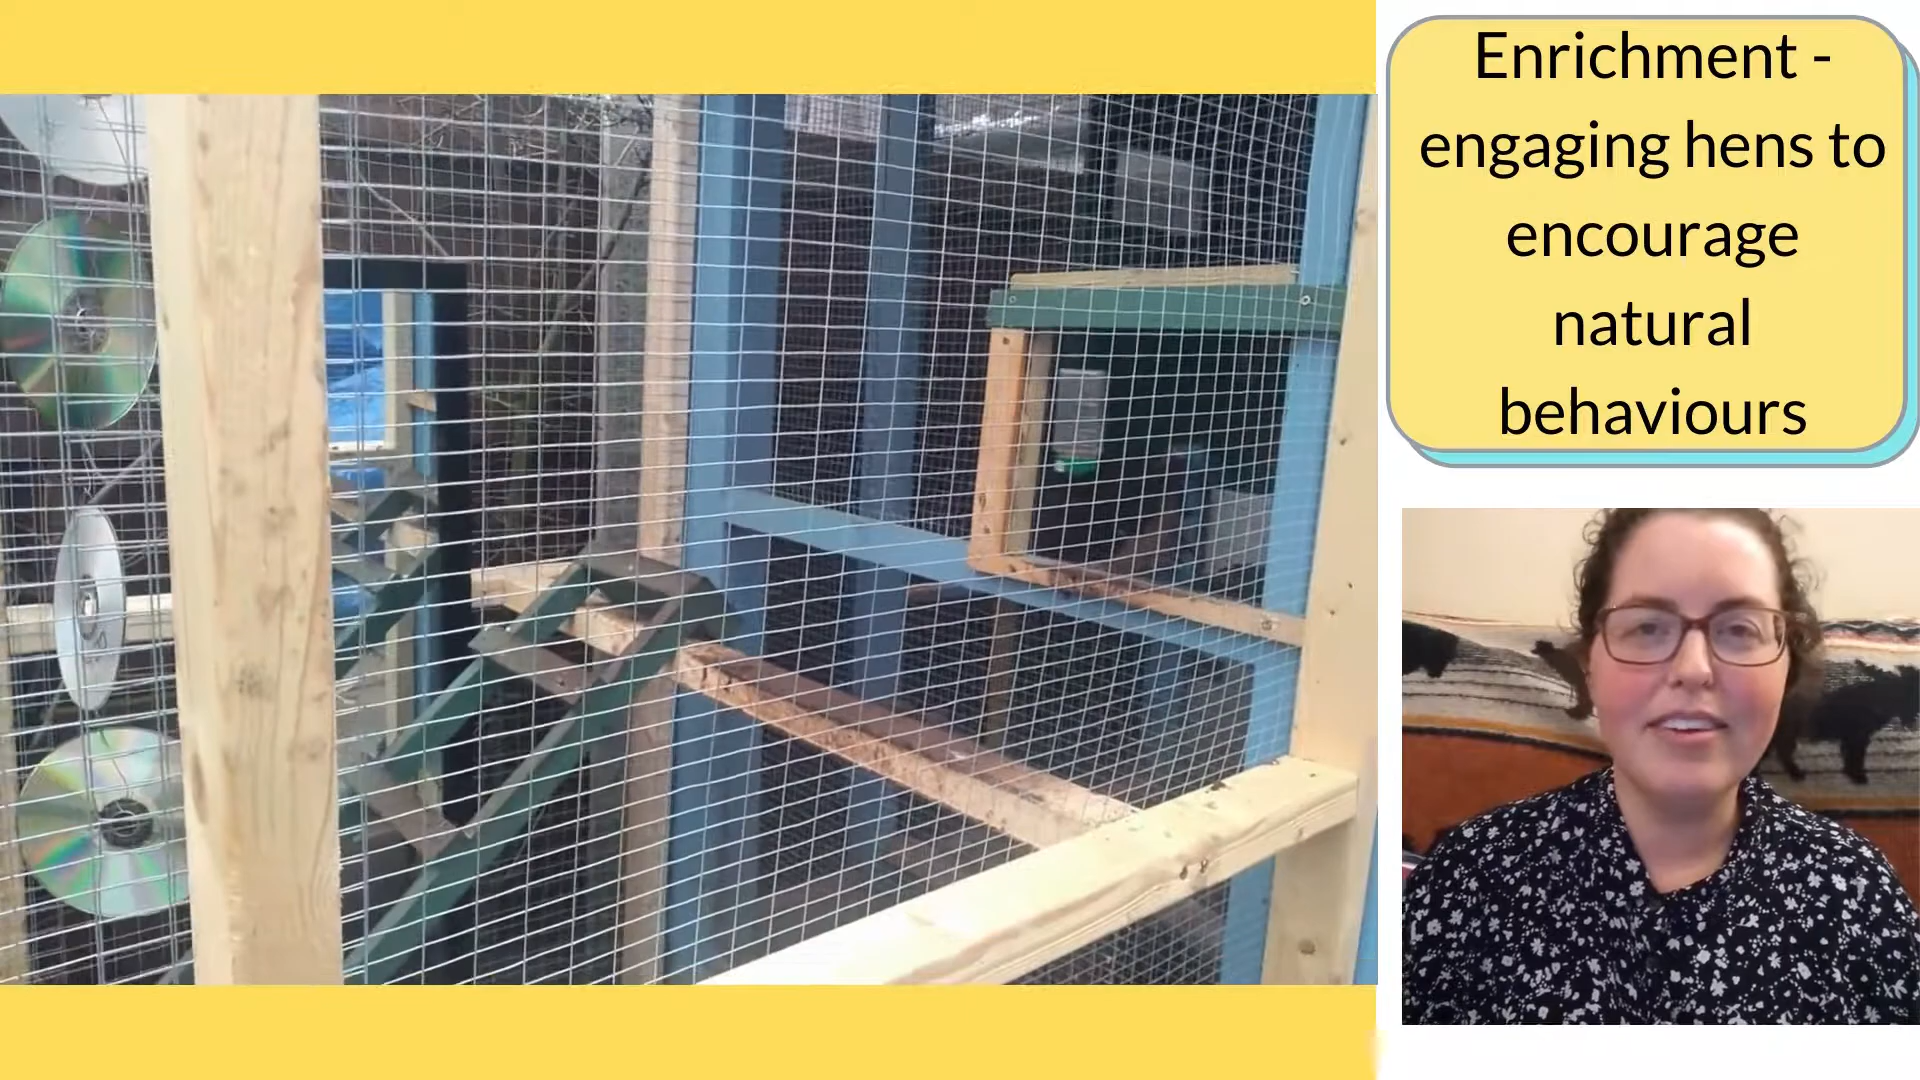 Enrichment -
engaging hens to
encourage
natural
behaviours